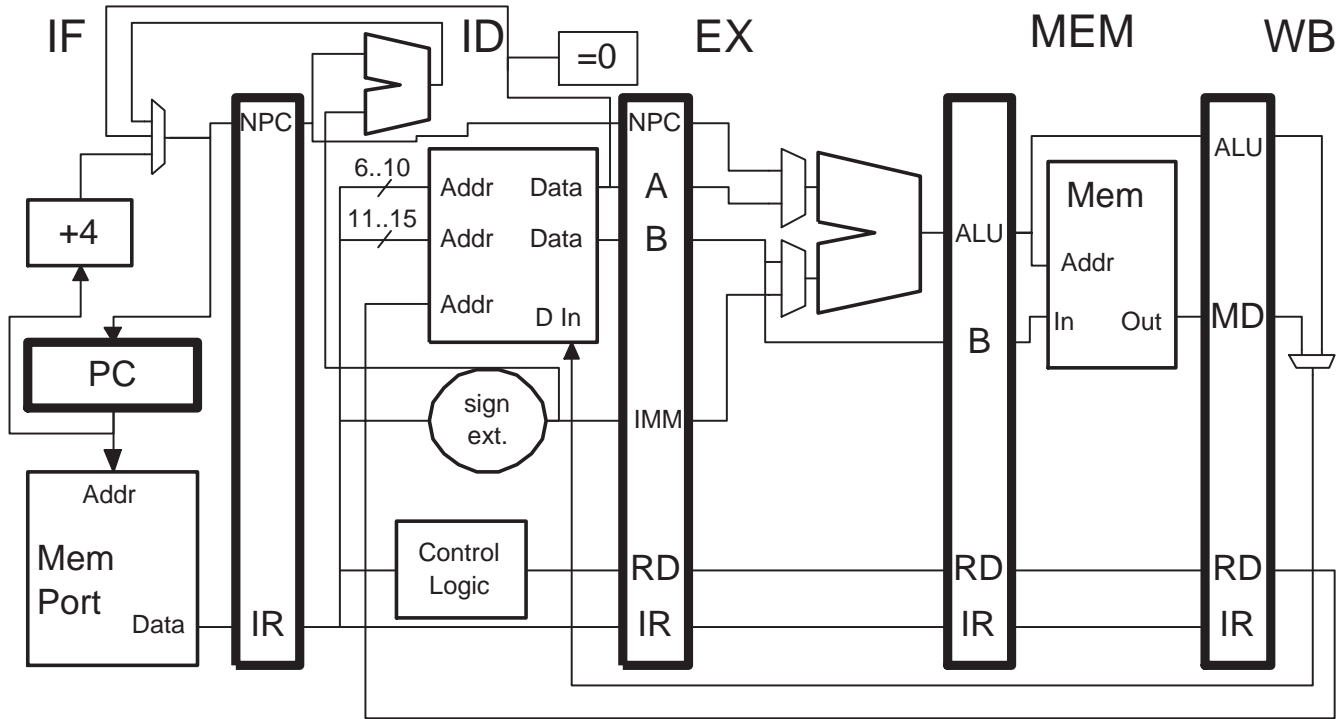 IF
ID
EX
MEM
WB
=0
+4
PC
Addr
Mem
Port
Data
NPC
IR
6..10
11..15
Addr
Data
Addr
Data
Addr
D In
sign
ext.
Control
Logic
NPC
A
B
IMM
RD
IR
ALU
B
RD
IR
Mem
Addr
In
Out
ALU
MD
RD
IR